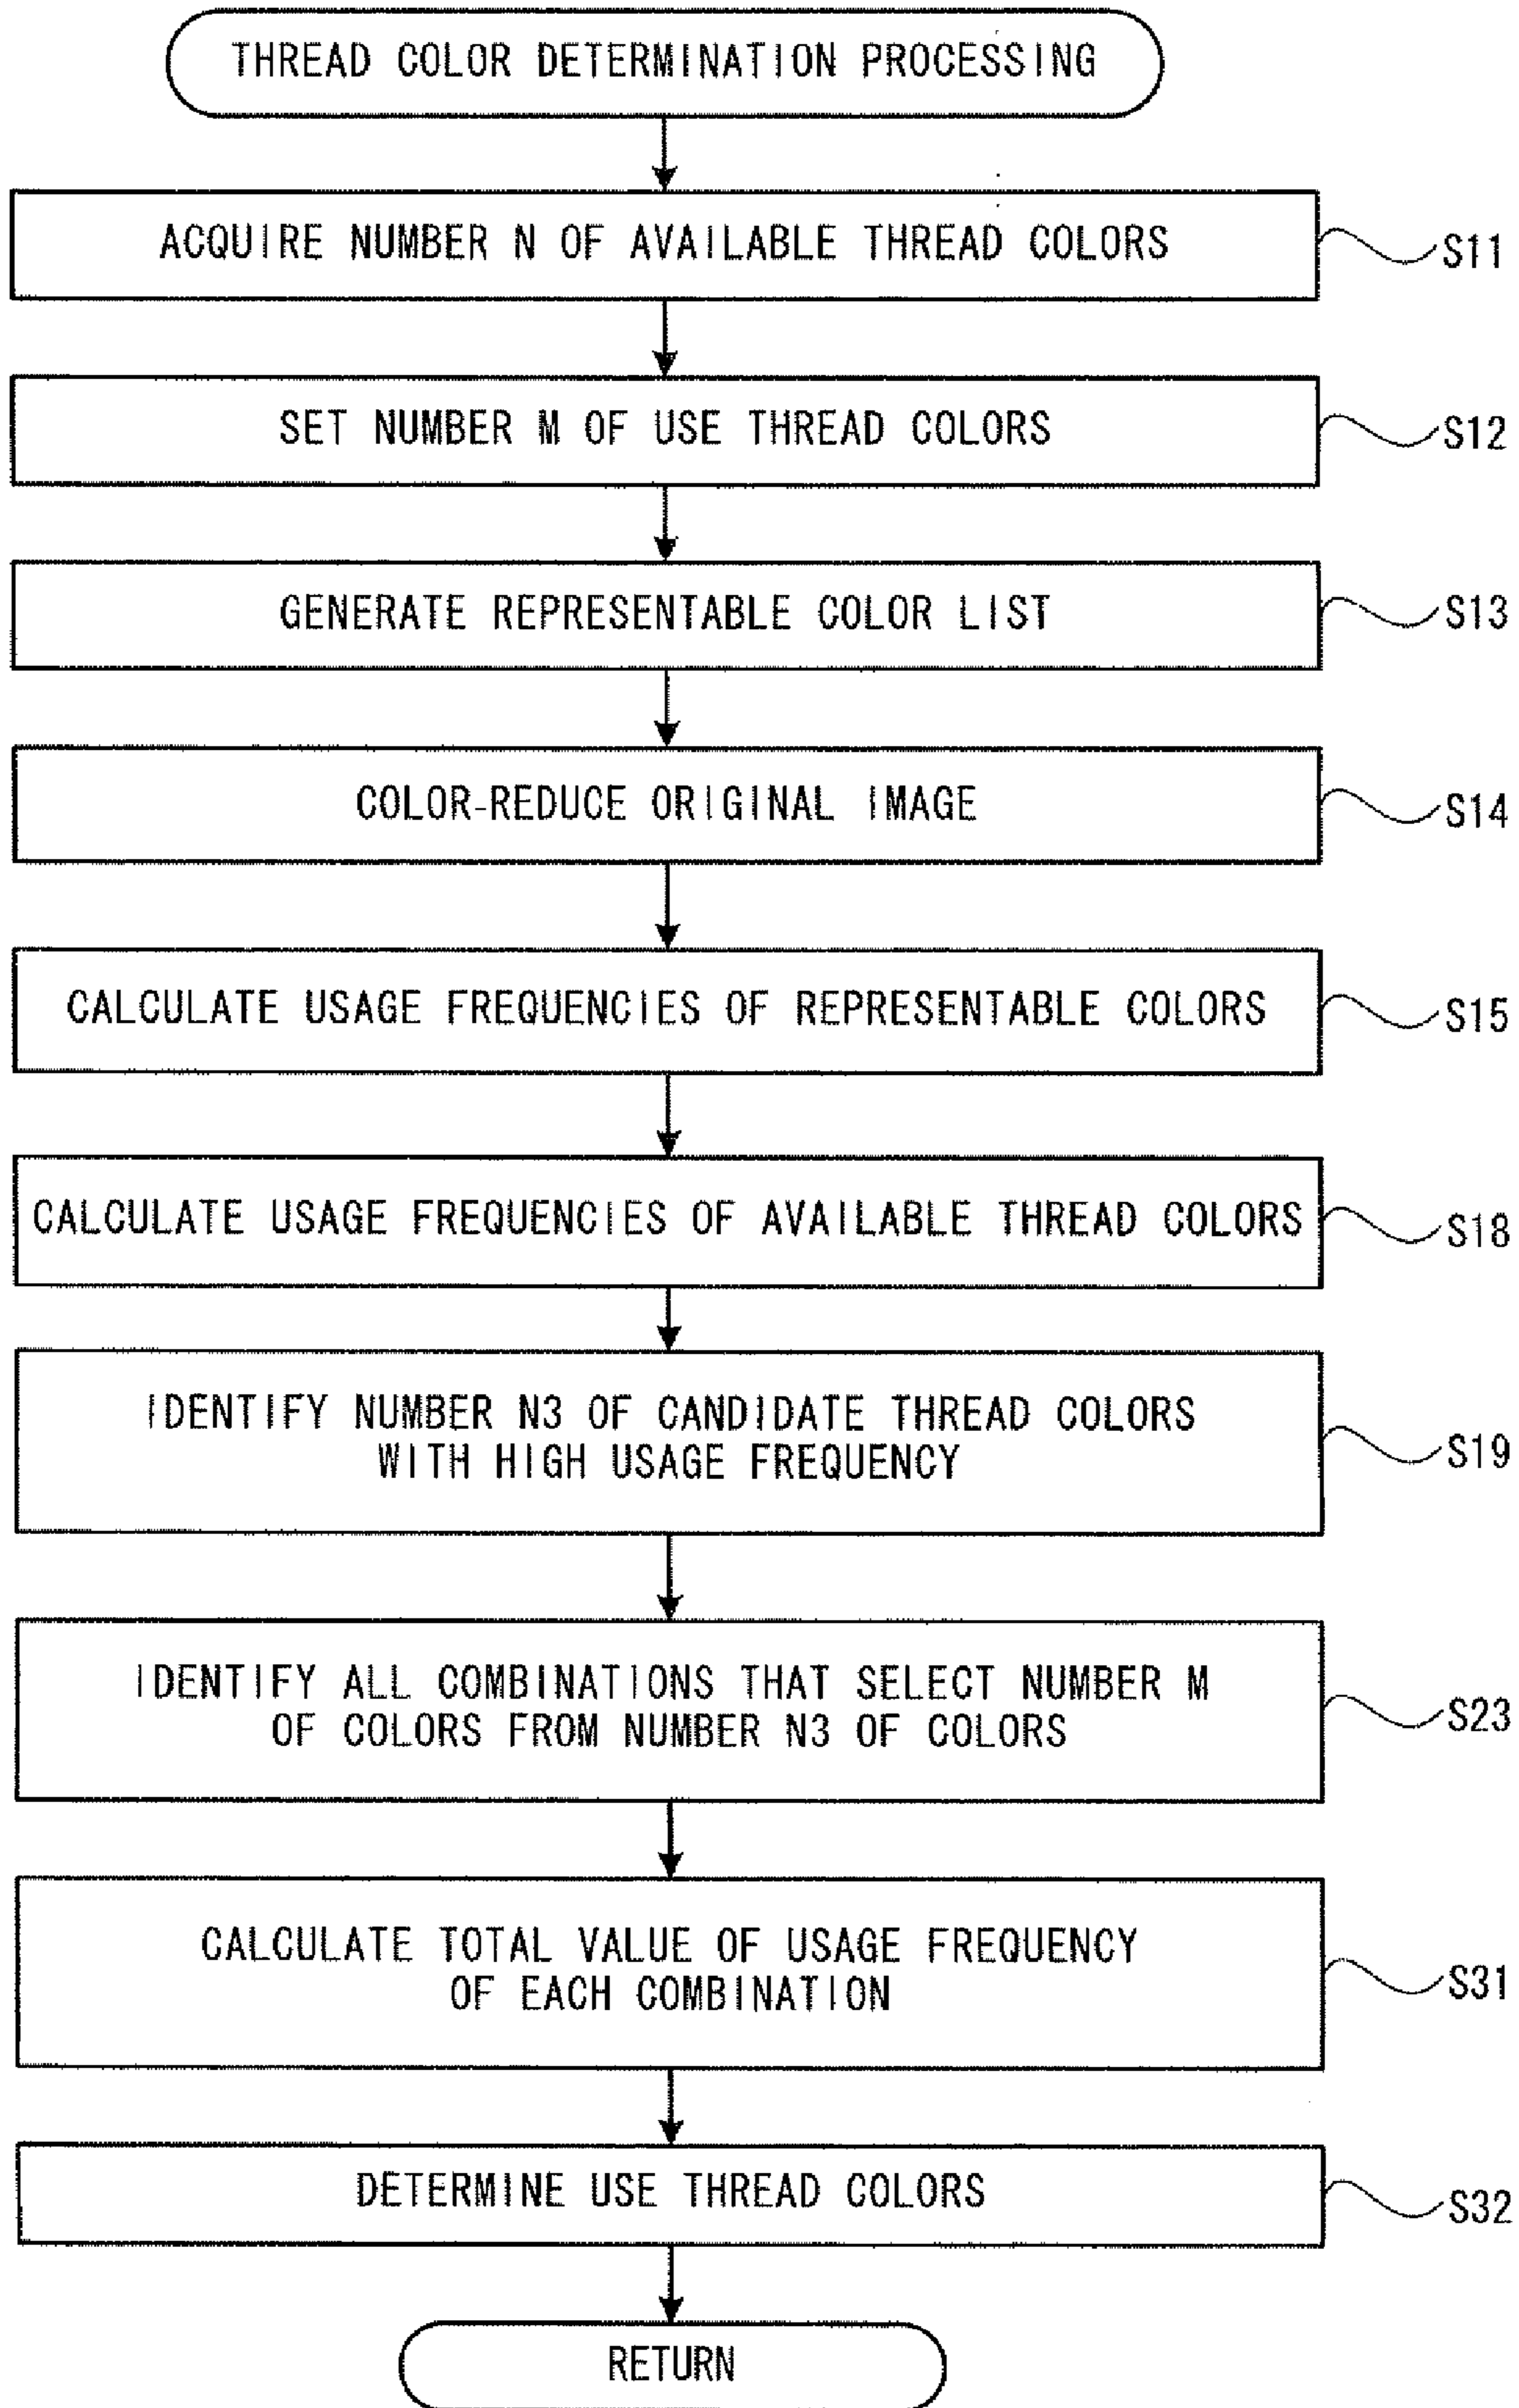 THREAD COLOR DETERMINATION PROCESSING
ACQUIRE NUMBER N OF AVAILABLE THREAD COLORS
S11
SET NUMBER M OF USE THREAD COLORS
S12
GENERATE REPRESENTABLE COLOR LIST
S13
COLOR-REDUCE ORIGINAL IMAGE
S14
CALCULATE USAGE FREQUENCIES OF REPRESENTABLE COLORS
S15
CALCULATE USAGE FREQUENCIES OF AVAILABLE THREAD COLORS
S18
IDENTIFY NUMBER N3 OF CANDIDATE THREAD COLORS
WITH HIGH USAGE FREQUENCY
S19
IDENTIFY ALL COMBINATIONS THAT SELECT NUMBER M
OF COLORS FROM NUMBER N3 OF COLORS
S23
CALCULATE TOTAL VALUE OF USAGE FREQUENCY
OF EACH COMBINATION
S31
DETERMINE USE THREAD COLORS
S32
RETURN